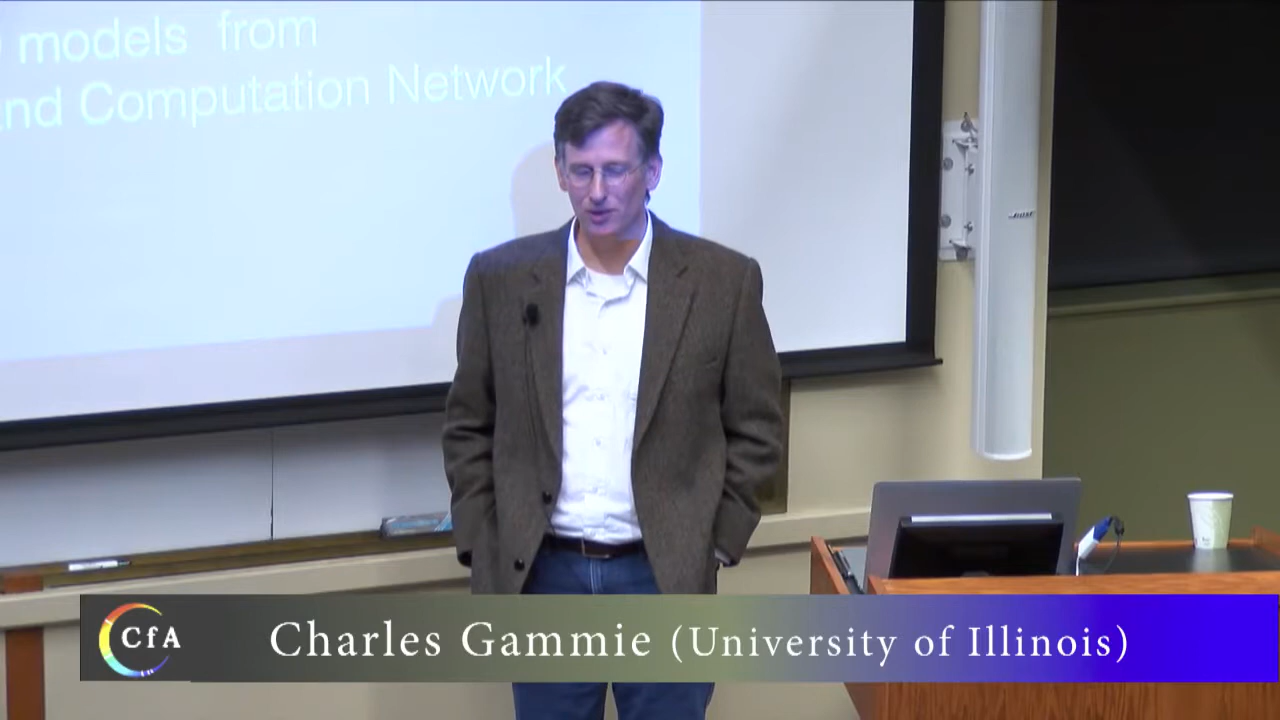 models from
nd Computation Network
CfA
Charles Gammie (University of Illinois)